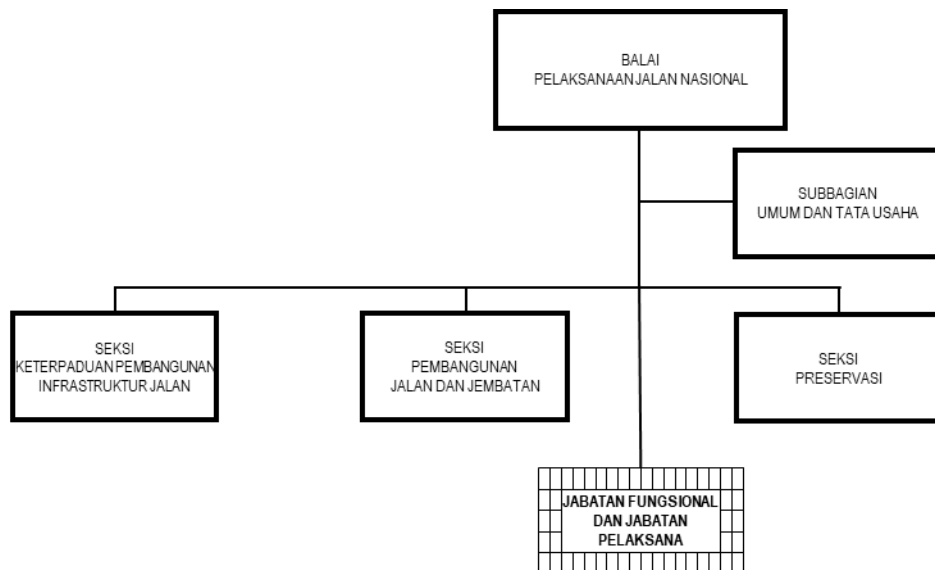 BALAI
PELAKSANAAN JALAN NASIONAL
SUBBAGIAN
UMUM DAN TATA USAHA
SEKSI
KETERPADUAN PEMBANGUNAN
INFRASTRUKTUR JALAN
SEKSI
PEMBANGUNAN
JALAN DAN JEMBATAN
SEKSI
PRESERVASI
JABATAN FUNGSIONAL
DAN JABATAN
PELAKSANA